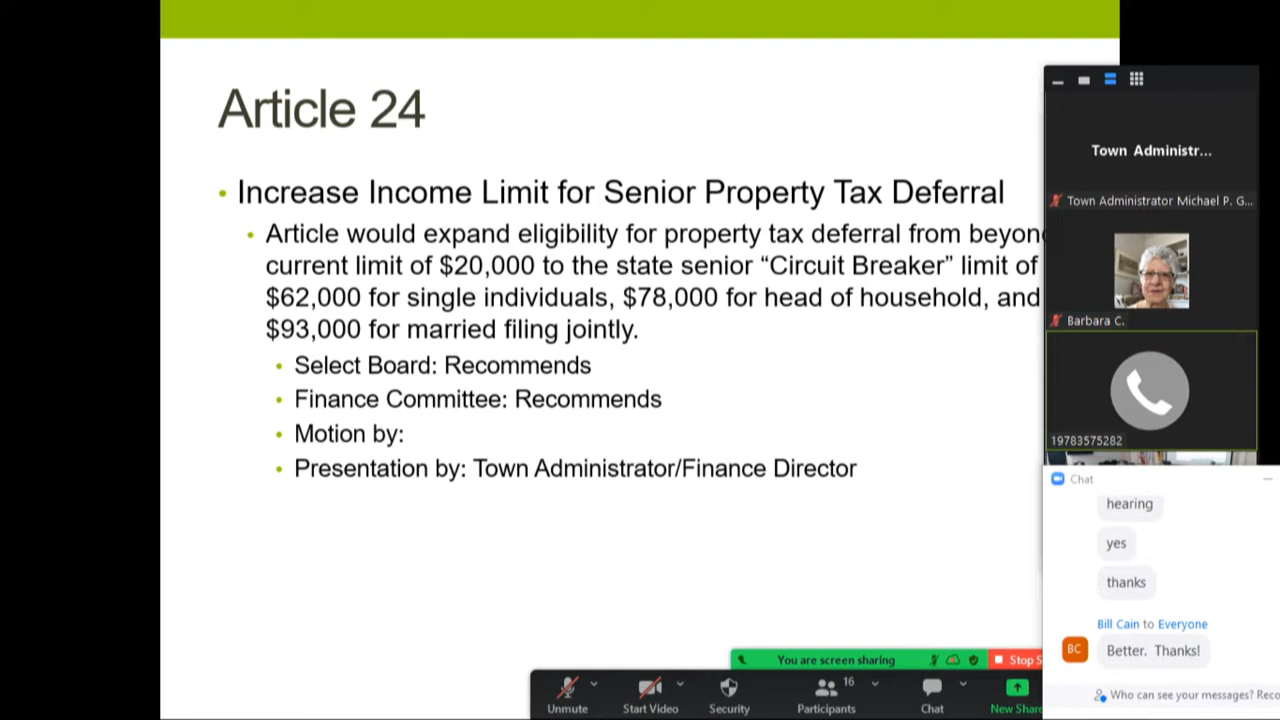 Article 24
• Increase Income Limit for Senior Property Tax Deferral
• Article would expand eligibility for property tax deferral from beyon
current limit of $20,000 to the state senior “Circuit Breaker” limit of
$62,000 for single individuals, $78,000 for head of household, and
$93,000 for married filing jointly.
• Select Board: Recommends
• Finance Committee: Recommends
• Motion by:
• Presentation by: Town Administrator/Finance Director
Town Administr...
Town Administrator Michael P. G...
Barbara C.
19783575282
Chat
hearing
yes
thanks
Bill Cain to Everyone
BC
Better. Thanks!
Who can see your messages? Reco
You are screen sharing
Stop S
Unmute
Start Video
Security
Participants
16
Chat
New Share